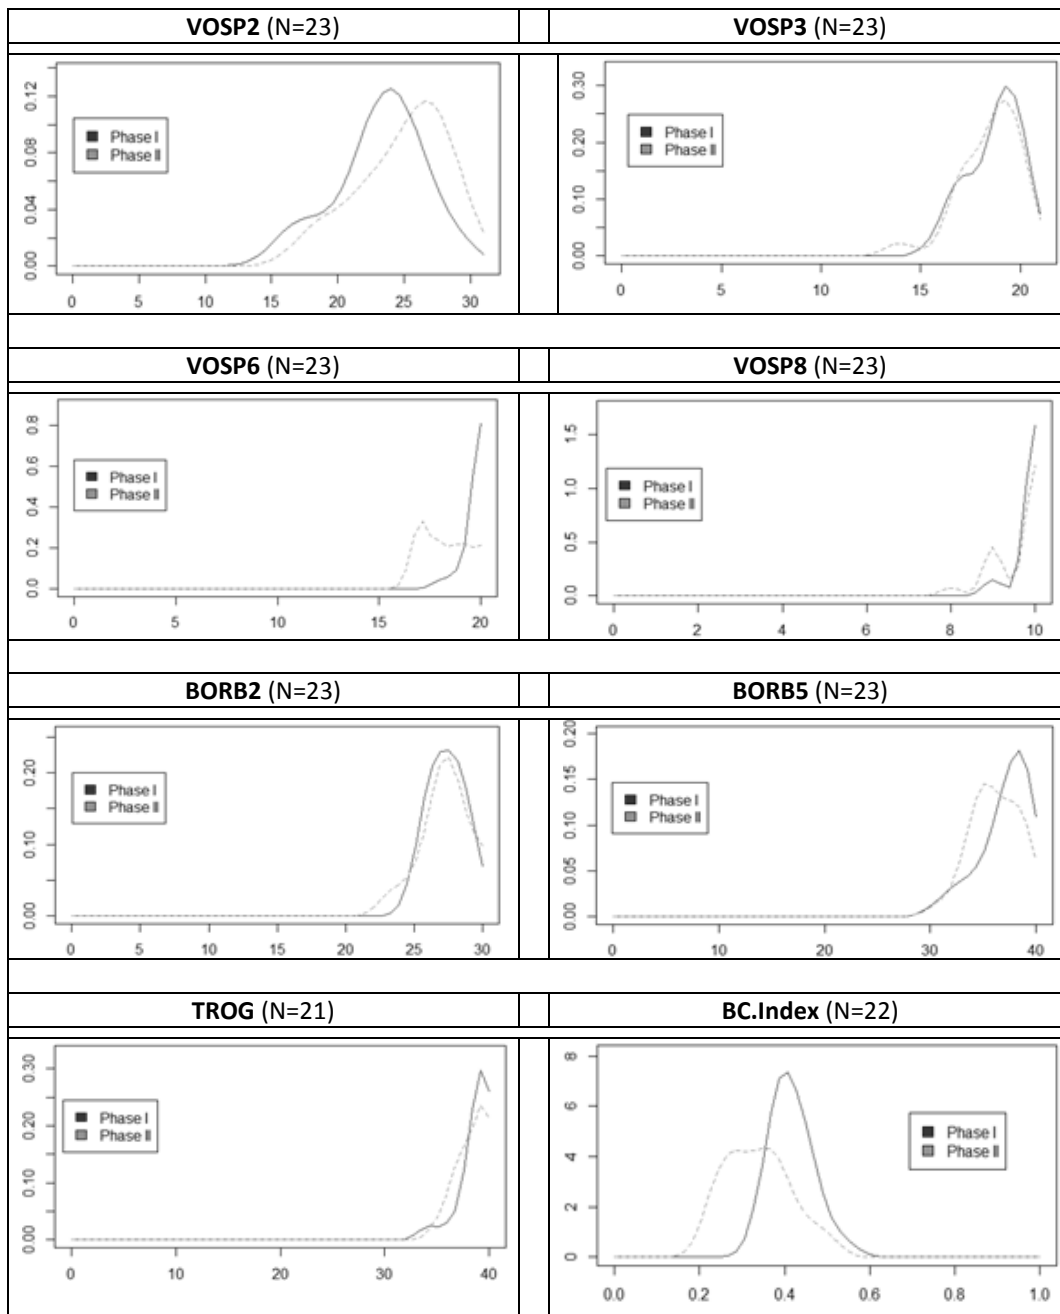 VOSP2 (N=23) VOSP3 (N=23)
0.12
0.08
0.04
0.00
Phase I
Phase II
0 5 10 15 20 25 30
0.30
0.20
0.10
0.00
Phase I
Phase II
0 5 10 15 20
VOSP6 (N=23) VOSP8 (N=23)
0.8
0.6
0.4
0.2
0.0
Phase I
Phase II
0 5 10 15 20
1.5
1.0
0.5
0.0
Phase I
Phase II
0 2 4 6 8 10
BORB2 (N=23) BORB5 (N=23)
0.20
0.10
0.00
Phase I
Phase II
0 5 10 15 20 25 30
0.20
0.15
0.10
0.05
0.00
Phase I
Phase II
0 10 20 30 40
TROG (N=21) BC.Index (N=22)
0.30
0.20
0.10
0.00
Phase I
Phase II
0 10 20 30 40
8
6
4
2
0
Phase I
Phase II
0.0 0.2 0.4 0.6 0.8 1.0